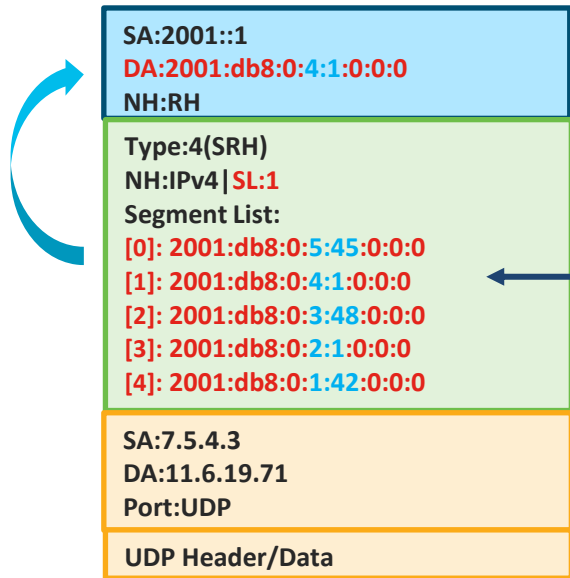 SA:2001::1
DA:2001:db8:0:4:1:0:0:0
NH:RH
Type:4(SRH)
NH:IPv4|SL:1
Segment List:
[0]: 2001:db8:0:5:45:0:0:0
[1]: 2001:db8:0:4:1:0:0:0
[2]: 2001:db8:0:3:48:0:0:0
[3]: 2001:db8:0:2:1:0:0:0
[4]: 2001:db8:0:1:42:0:0:0
SA:7.5.4.3
DA:11.6.19.71
Port:UDP
UDP Header/Data